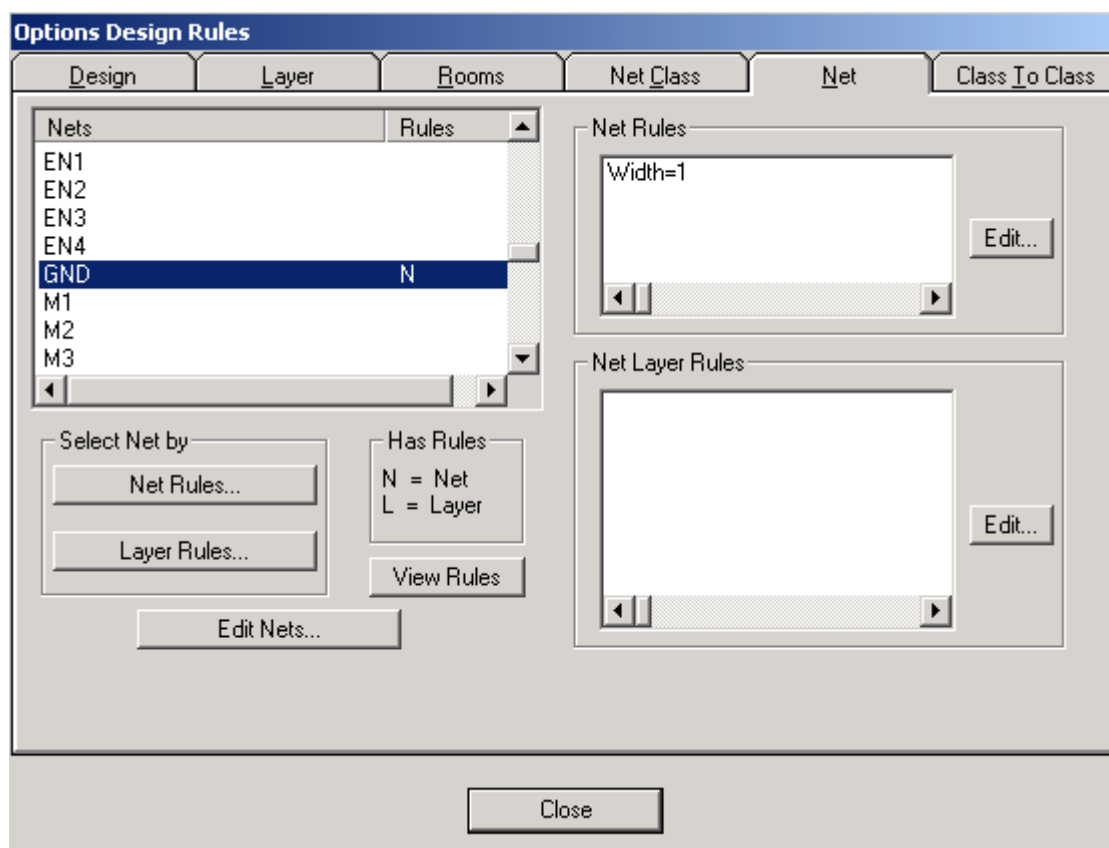 Options Design Rules
Design Layer Rooms Net Class Net Class To Class
Nets Rules
EN1
EN2
EN3
EN4
GND N
M1
M2
M3
Select Net by
Net Rules...
Layer Rules...
Has Rules
N = Net
L = Layer
View Rules
Edit Nets...
Net Rules
Width=1
Edit...
Net Layer Rules
Edit...
Close